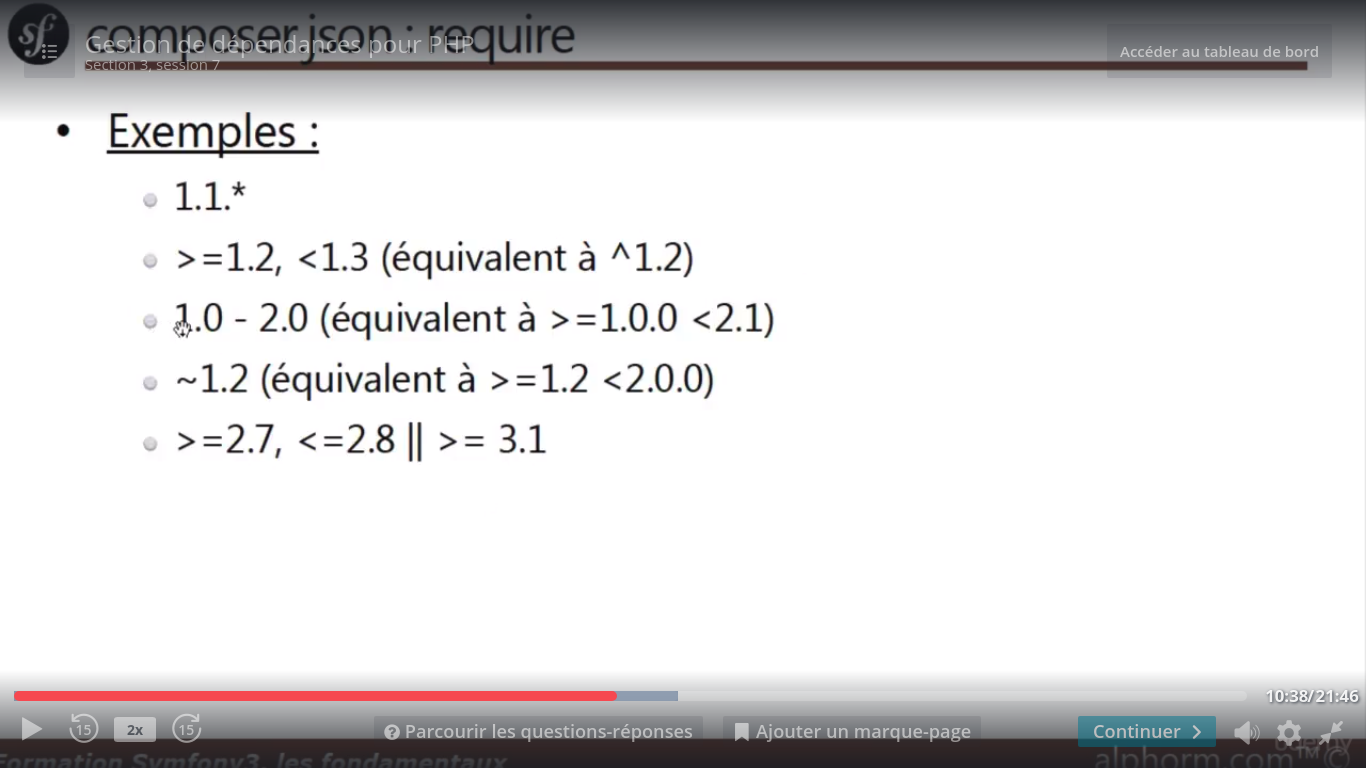 sf
composer.json : require
Gestion de dépendances pour PHP
Section 3, session 7
Accéder au tableau de bord
• Exemples :
1.1.*
>=1.2, <1.3 (équivalent à ^1.2)
1.0 - 2.0 (équivalent à >=1.0.0 <2.1)
~1.2 (équivalent à >=1.2 <2.0.0)
>=2.7, <=2.8 || >= 3.1
10:38/21:46
15 2x 15 Parcourir les questions-réponses Ajouter un marque-page Continuer
Formation Symfony3, les fondamentaux
alphorm.com™©